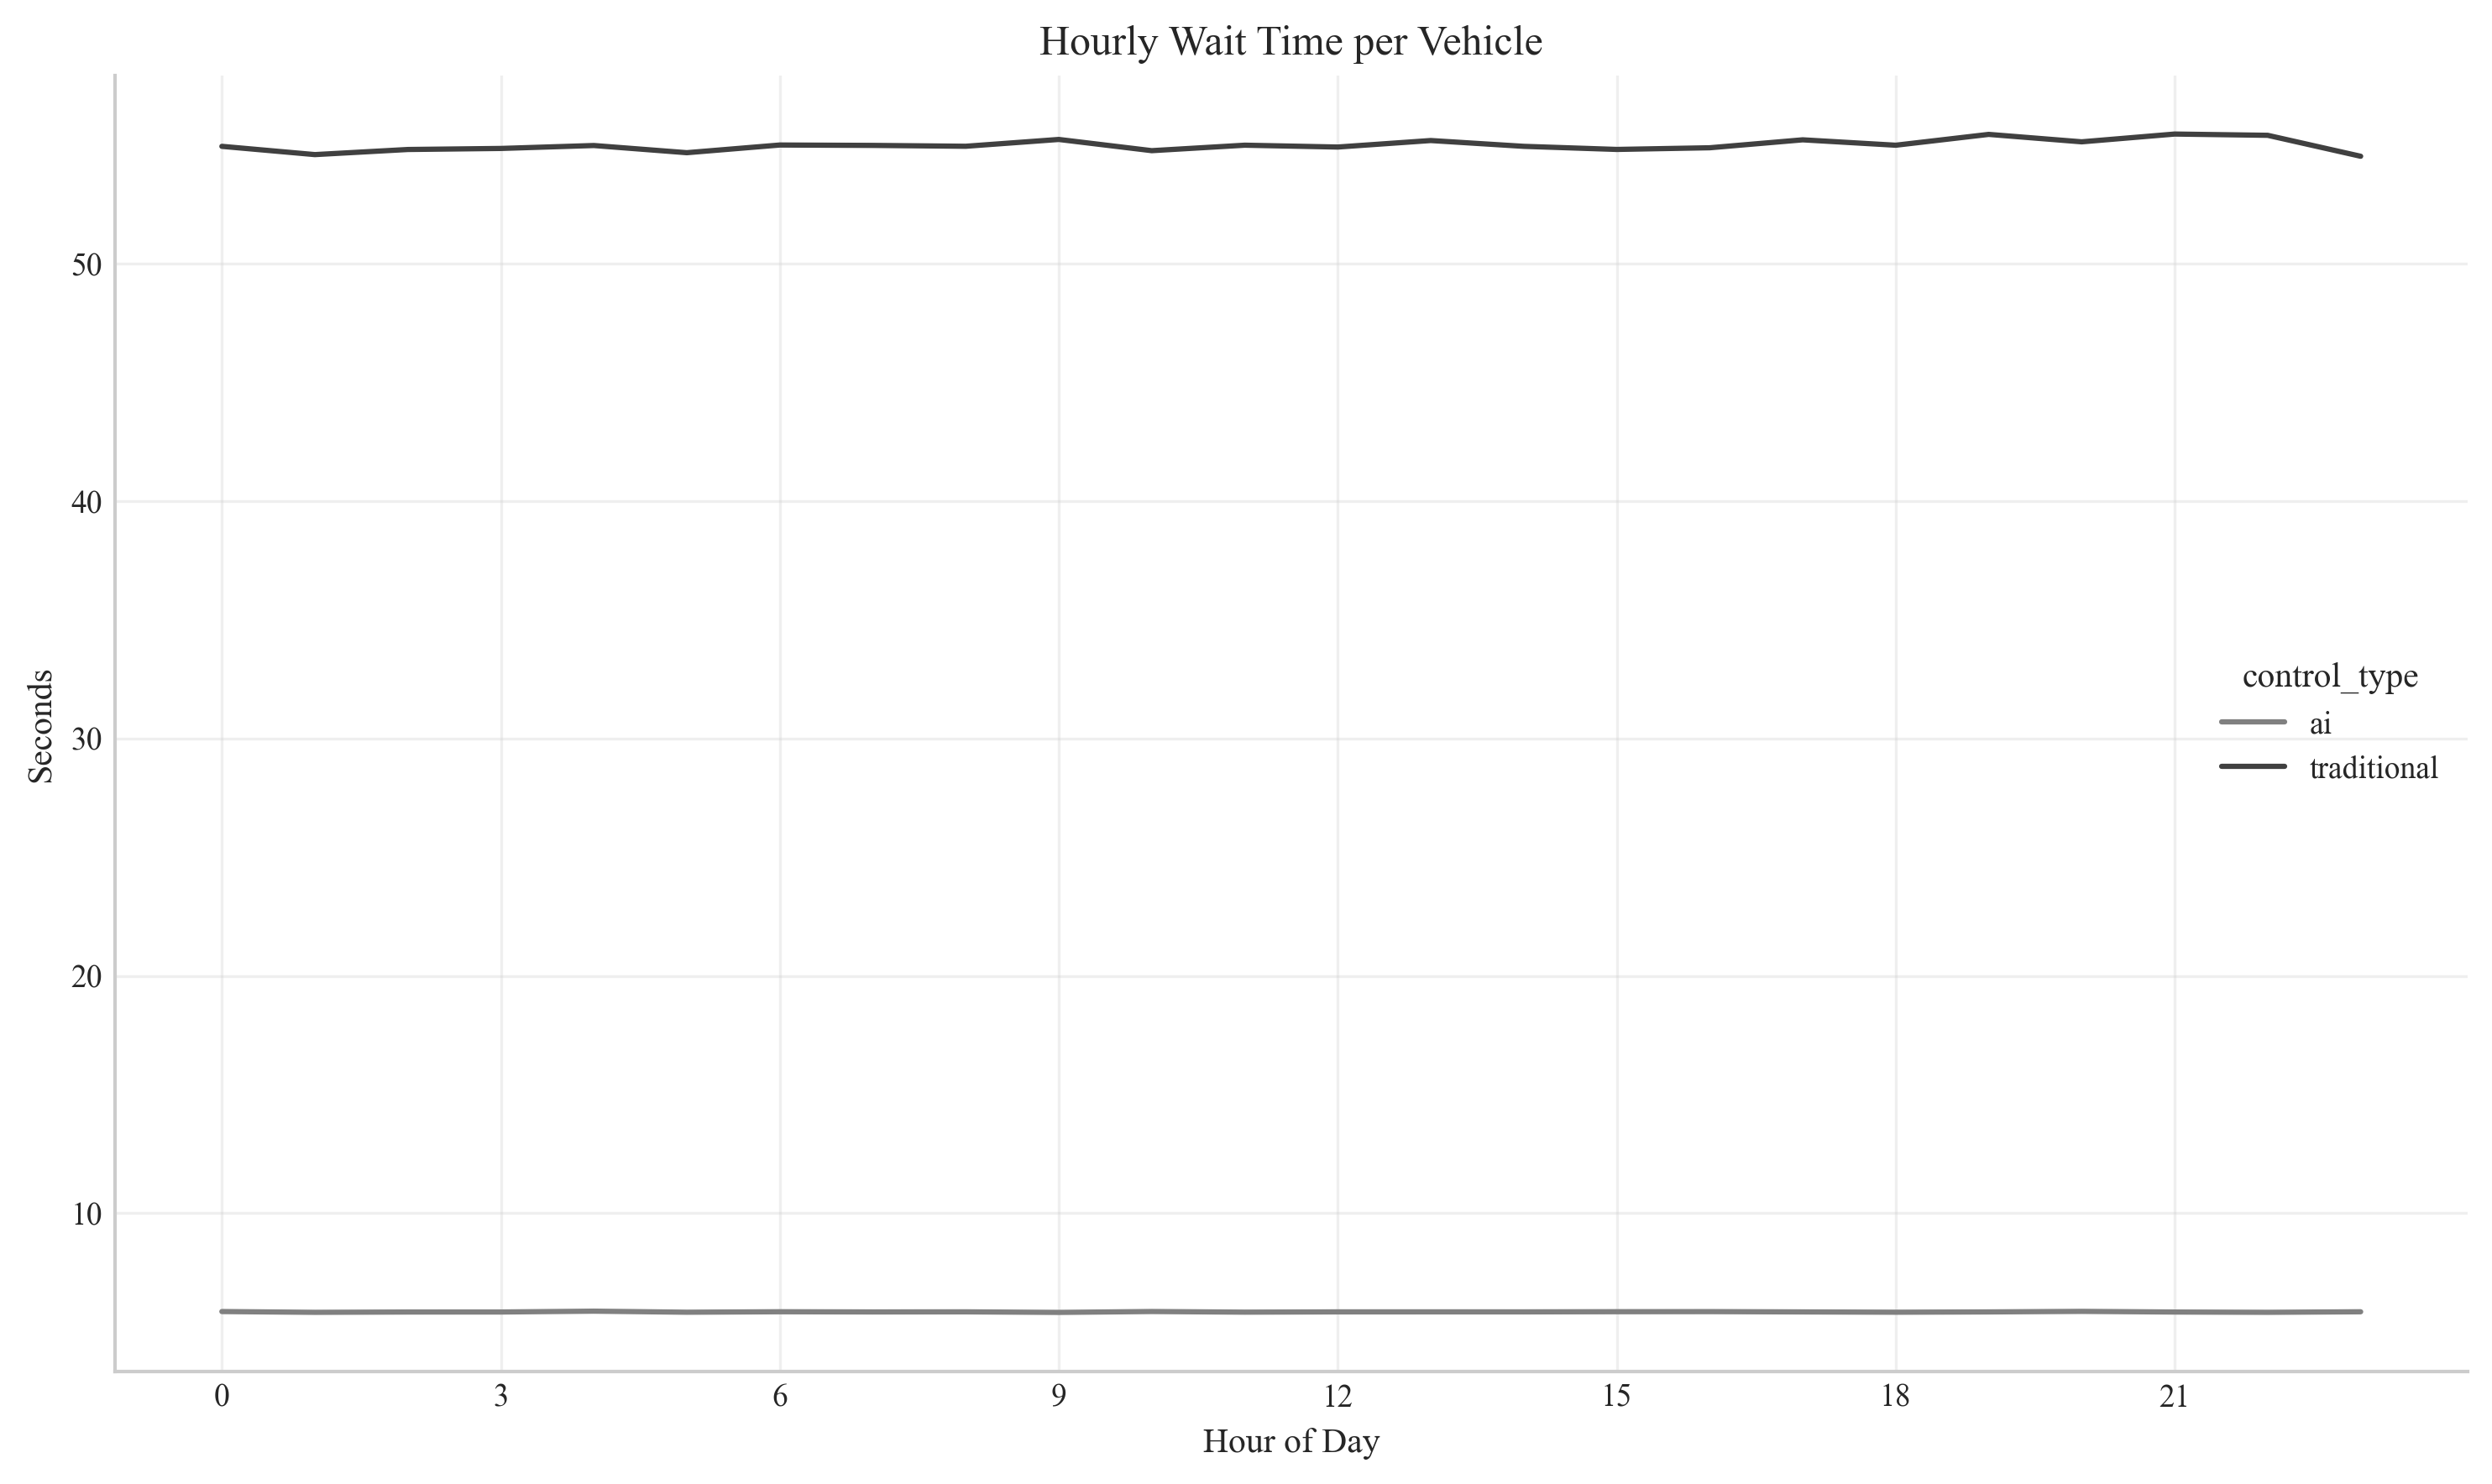 Hourly Wait Time per Vehicle
Seconds
50
40
30
20
10
control_type
ai
traditional
0 3 6 9 12 15 18 21
Hour of Day